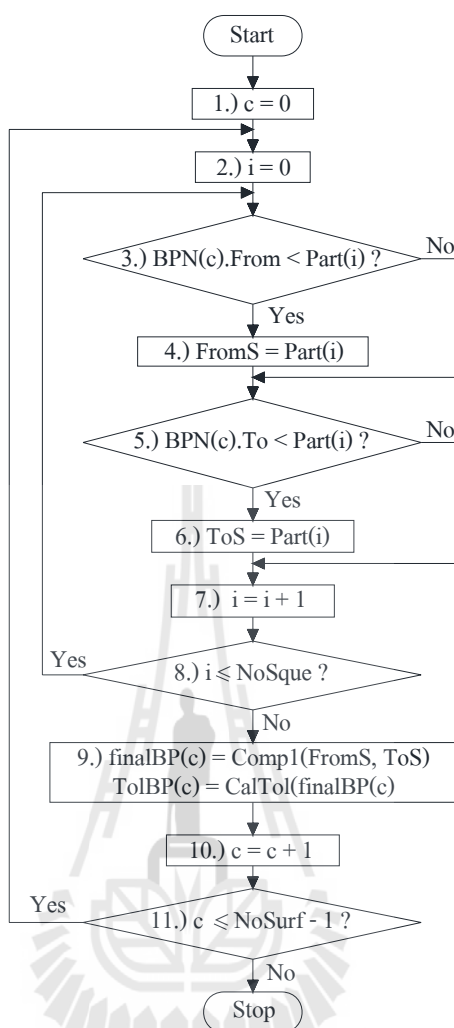 Start
1.) c = 0
2.) i = 0
3.) BPN(c).From < Part(i) ?
No
Yes
4.) FromS = Part(i)
5.) BPN(c).To < Part(i) ?
No
Yes
6.) ToS = Part(i)
7.) i = i + 1
Yes
8.) i ⩽ NoSque ?
No
9.) finalBP(c) = Comp1(FromS, ToS)
TolBP(c) = CalTol(finalBP(c)
10.) c = c + 1
Yes
11.) c ⩽ NoSurf - 1 ?
No
Stop